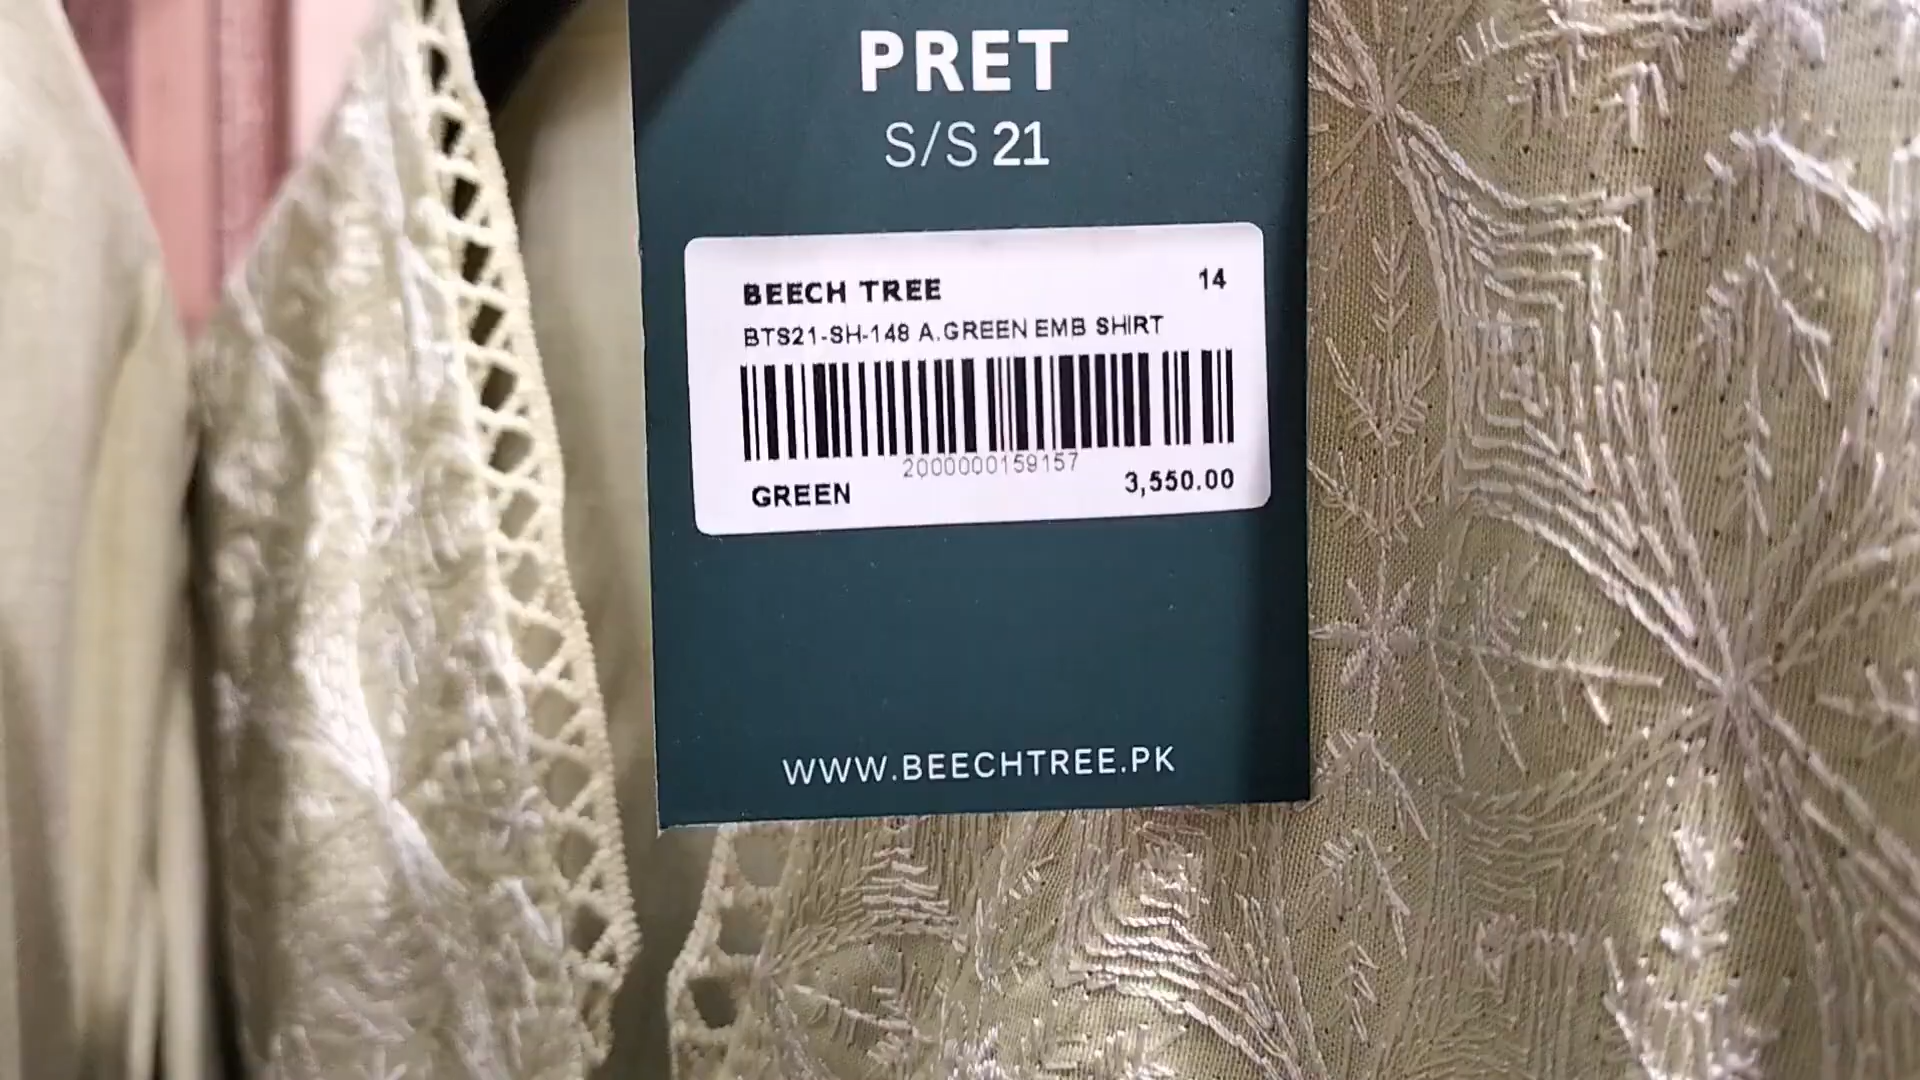 PRET
S/S 21
BEECH TREE 14
BTS21-SH-148 A.GREEN EMB SHIRT
2000000159157
GREEN 3,550.00
WWW.BEECHTREE.PK